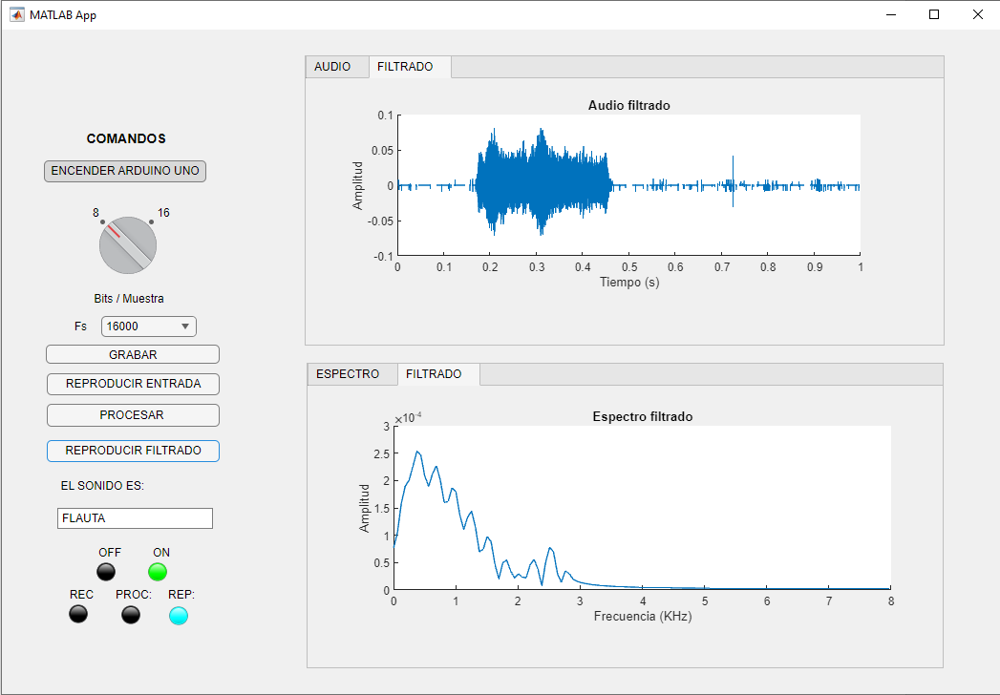 MATLAB App
COMANDOS
ENCENDER ARDUINO UNO
8 16
Bits / Muestra
Fs 16000
GRABAR
REPRODUCIR ENTRADA
PROCESAR
REPRODUCIR FILTRADO
EL SONIDO ES:
FLAUTA
OFF ON
REC PROC: REP:
AUDIO FILTRADO
Audio filtrado
0.1
0.05
0
-0.05
-0.1
Amplitud
0 0.1 0.2 0.3 0.4 0.5 0.6 0.7 0.8 0.9 1
Tiempo (s)
ESPECTRO FILTRADO
Espectro filtrado
×10⁻⁴
3
2.5
2
1.5
1
0.5
0
Amplitud
0 1 2 3 4 5 6 7 8
Frecuencia (KHz)